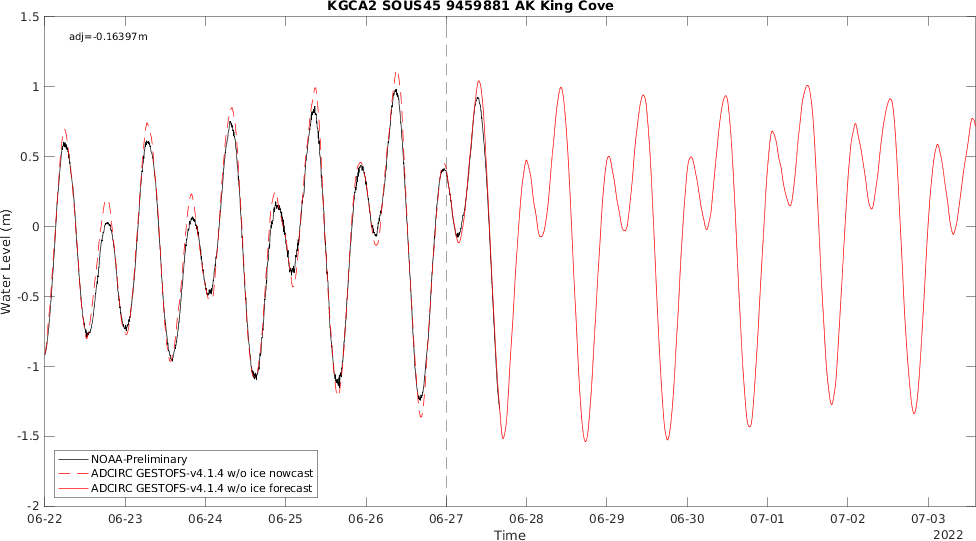 KGCA2 SOUS45 9459881 AK King Cove
adj=-0.16397m
1.5
1
0.5
0
-0.5
-1
-1.5
-2
Water Level (m)
NOAA-Preliminary
ADCIRC GESTOFS-v4.1.4 w/o ice nowcast
ADCIRC GESTOFS-v4.1.4 w/o ice forecast
06-22 06-23 06-24 06-25 06-26 06-27 06-28 06-29 06-30 07-01 07-02 07-03
Time
2022